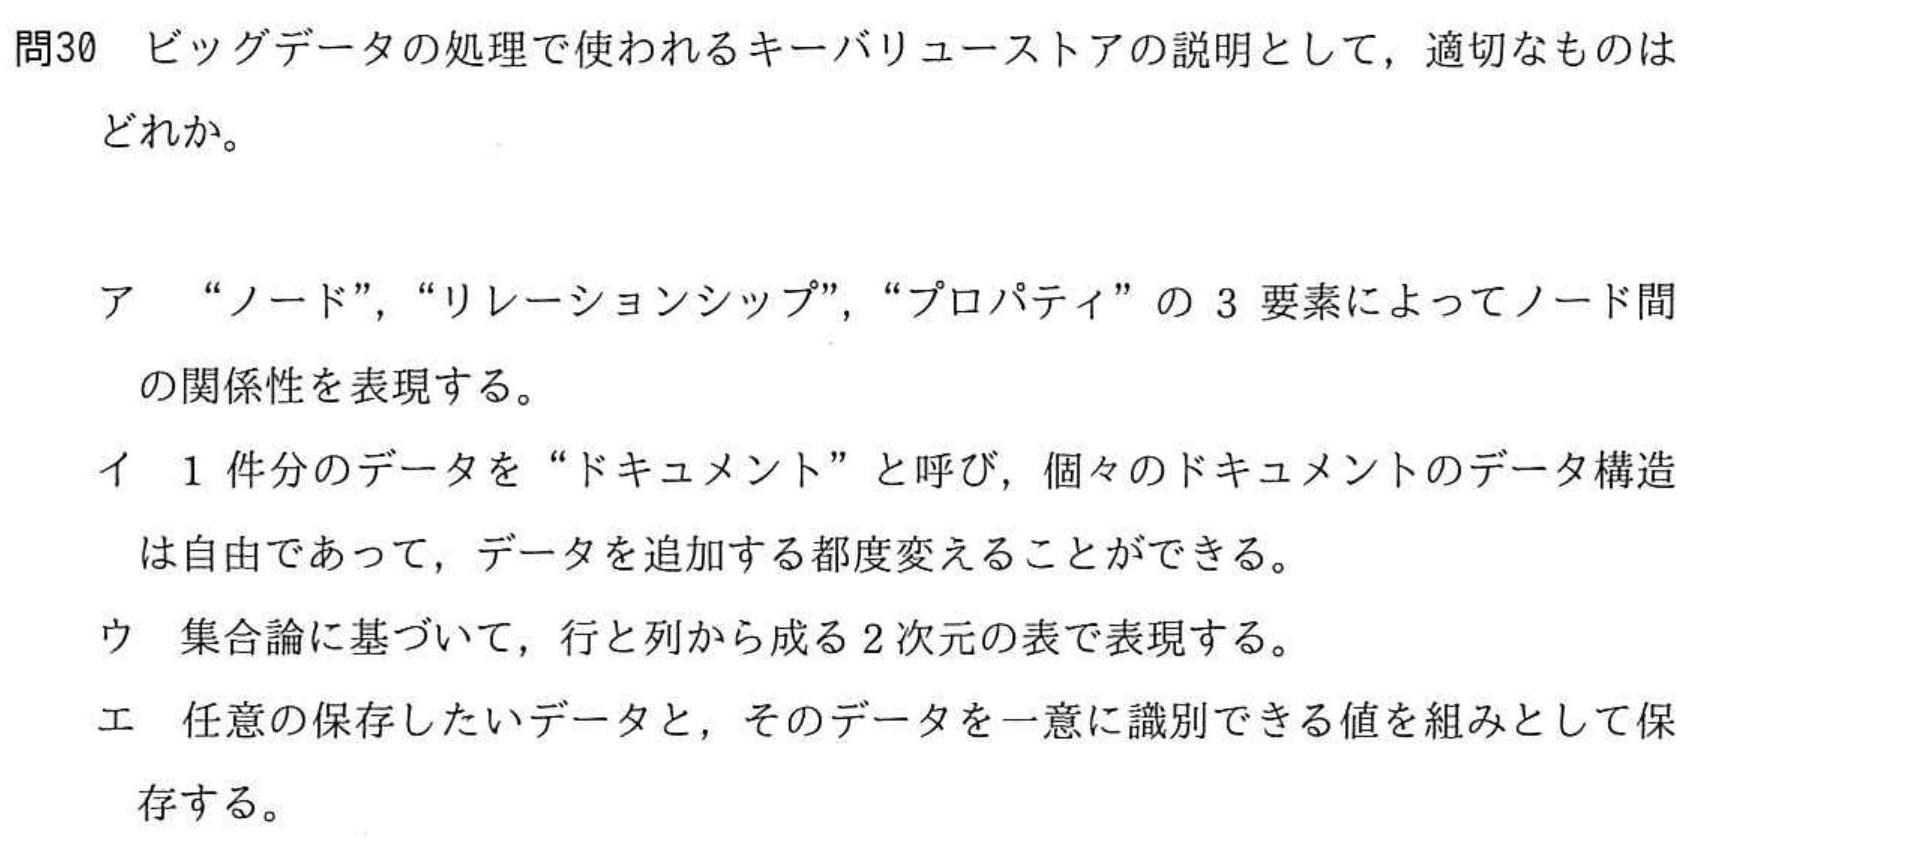 問30　ビッグデータの処理で使われるキーバリューストアの説明として，適切なものは
どれか。
ア　“ノード”，“リレーションシップ”，“プロパティ”の 3 要素によってノード間
の関係性を表現する。
イ　1 件分のデータを“ドキュメント”と呼び，個々のドキュメントのデータ構造
は自由であって，データを追加する都度変えることができる。
ウ　集合論に基づいて，行と列から成る 2 次元の表で表現する。
エ　任意の保存したいデータと，そのデータを一意に識別できる値を組みとして保
存する。